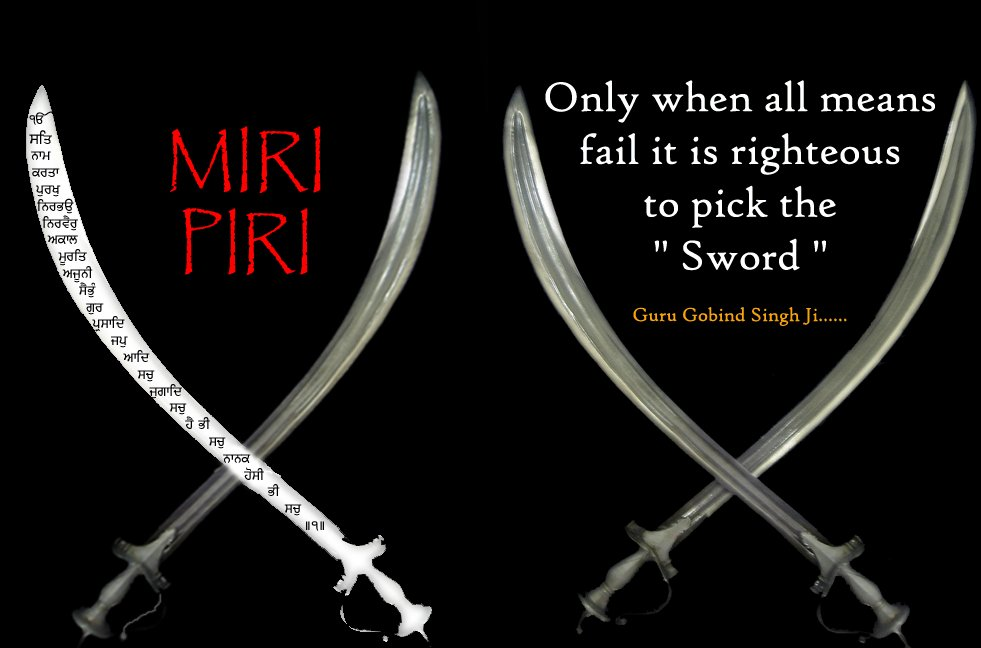 ੴ
ਸਤਿ
ਨਾਮ
ਕਰਤਾ
ਪੁਰਖੁ
ਨਿਰਭਉ
ਨਿਰਵੈਰੁ
ਅਕਾਲ
ਮੂਰਤਿ
ਅਜੂਨੀ
ਸੈਭੰ
ਗੁਰ
ਪ੍ਰਸਾਦਿ
ਜਪੁ
ਆਦਿ
ਸਚੁ
ਜੁਗਾਦਿ
ਸਚੁ
ਹੈ ਭੀ
ਸਚੁ
ਨਾਨਕ
ਹੋਸੀ
ਭੀ
ਸਚੁ
॥੧॥
MIRI
PIRI
Only when all means
fail it is righteous
to pick the
" Sword "
Guru Gobind Singh Ji......